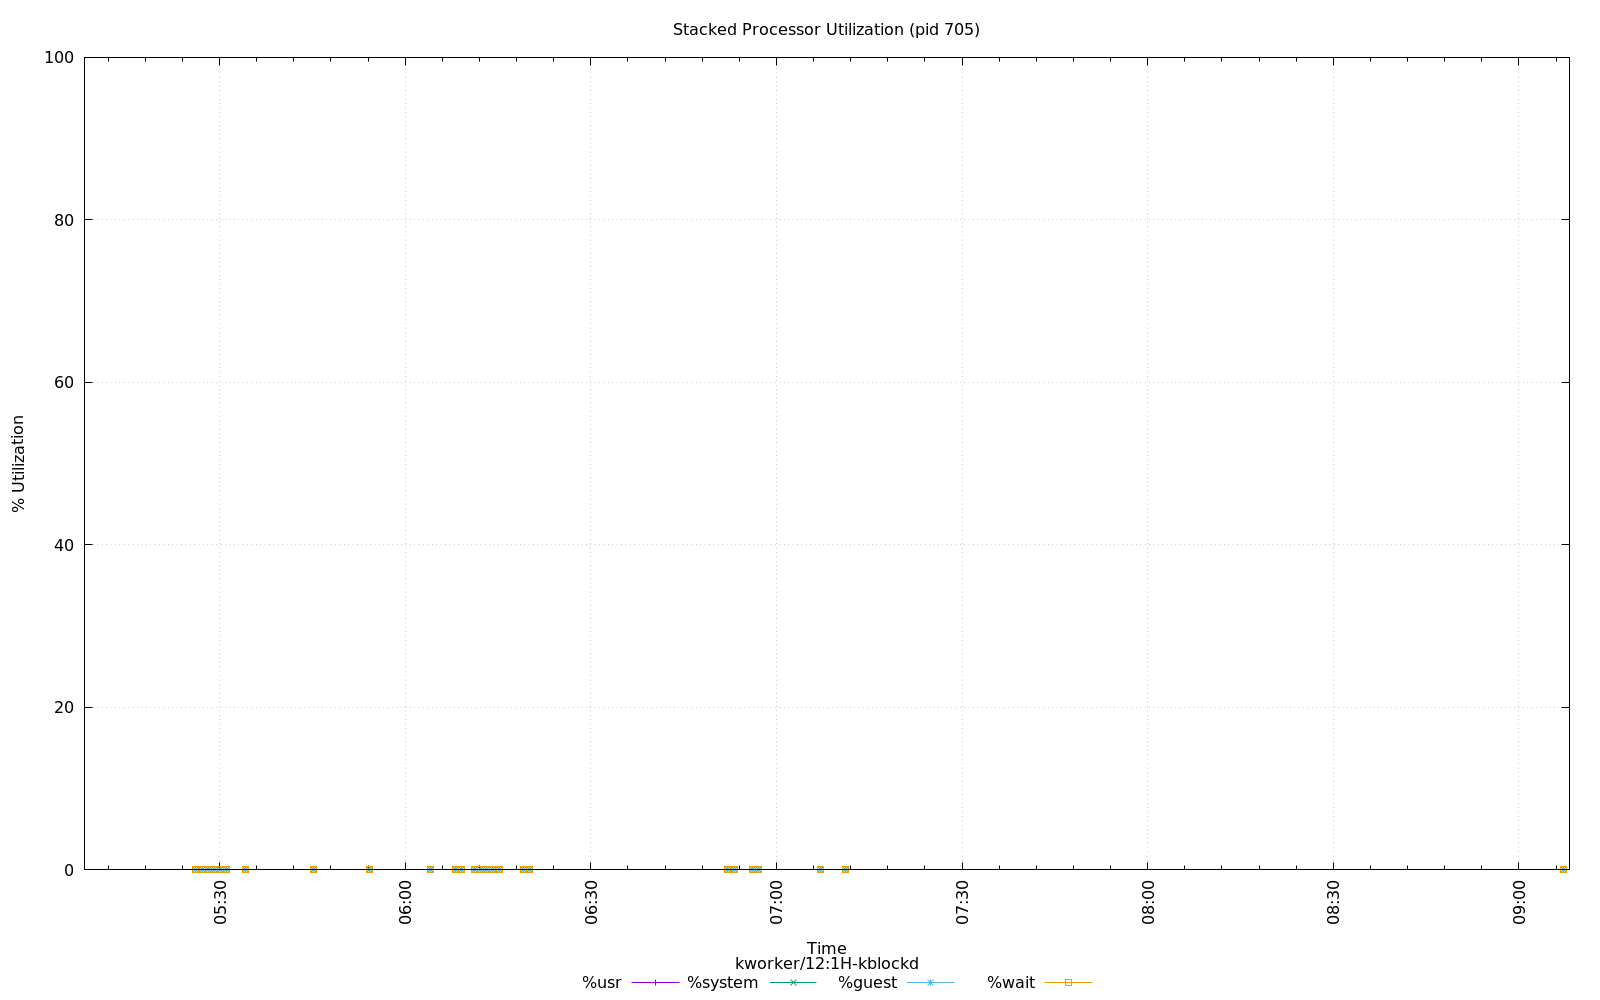 Stacked Processor Utilization (pid 705)
100
80
60
40
20
0
% Utilization
05:30 06:00 06:30 07:00 07:30 08:00 08:30 09:00
Time
kworker/12:1H-kblockd
%usr %system %guest %wait